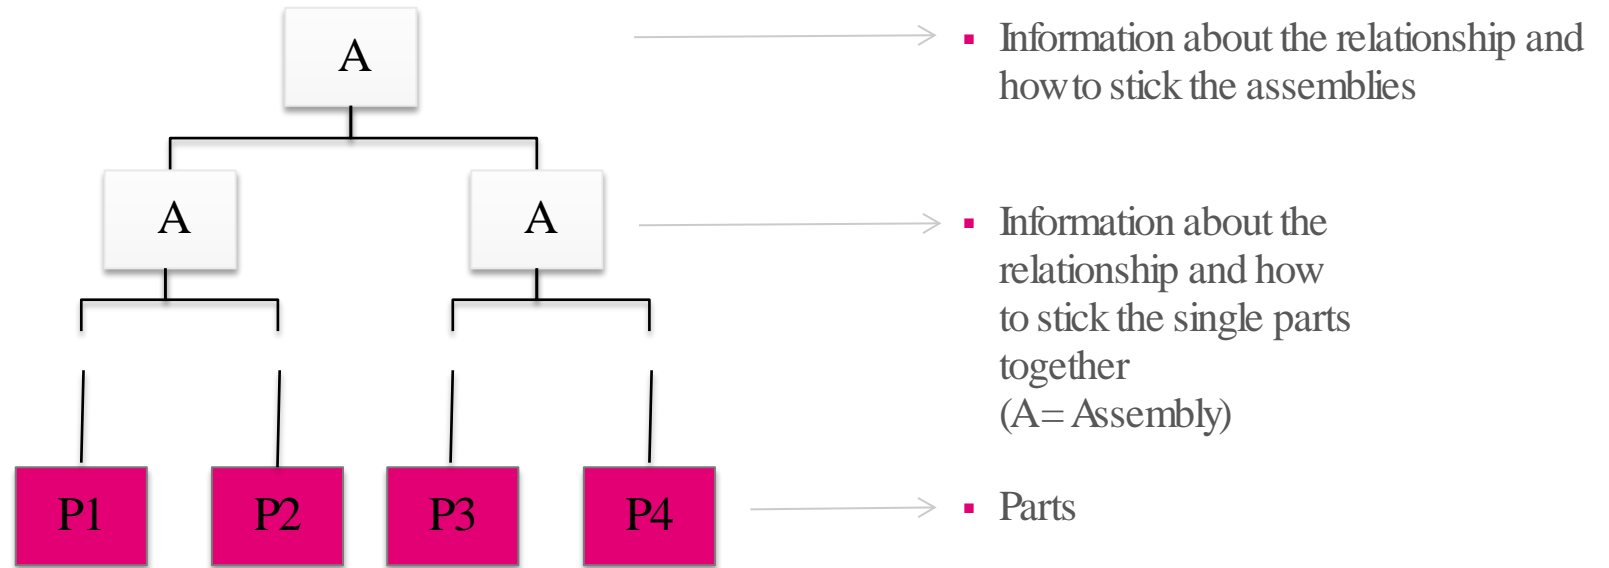 A
Information about the relationship and
how to stick the assemblies
A
A
Information about the
relationship and how
to stick the single parts
together
(A= Assembly)
P1
P2
P3
P4
Parts